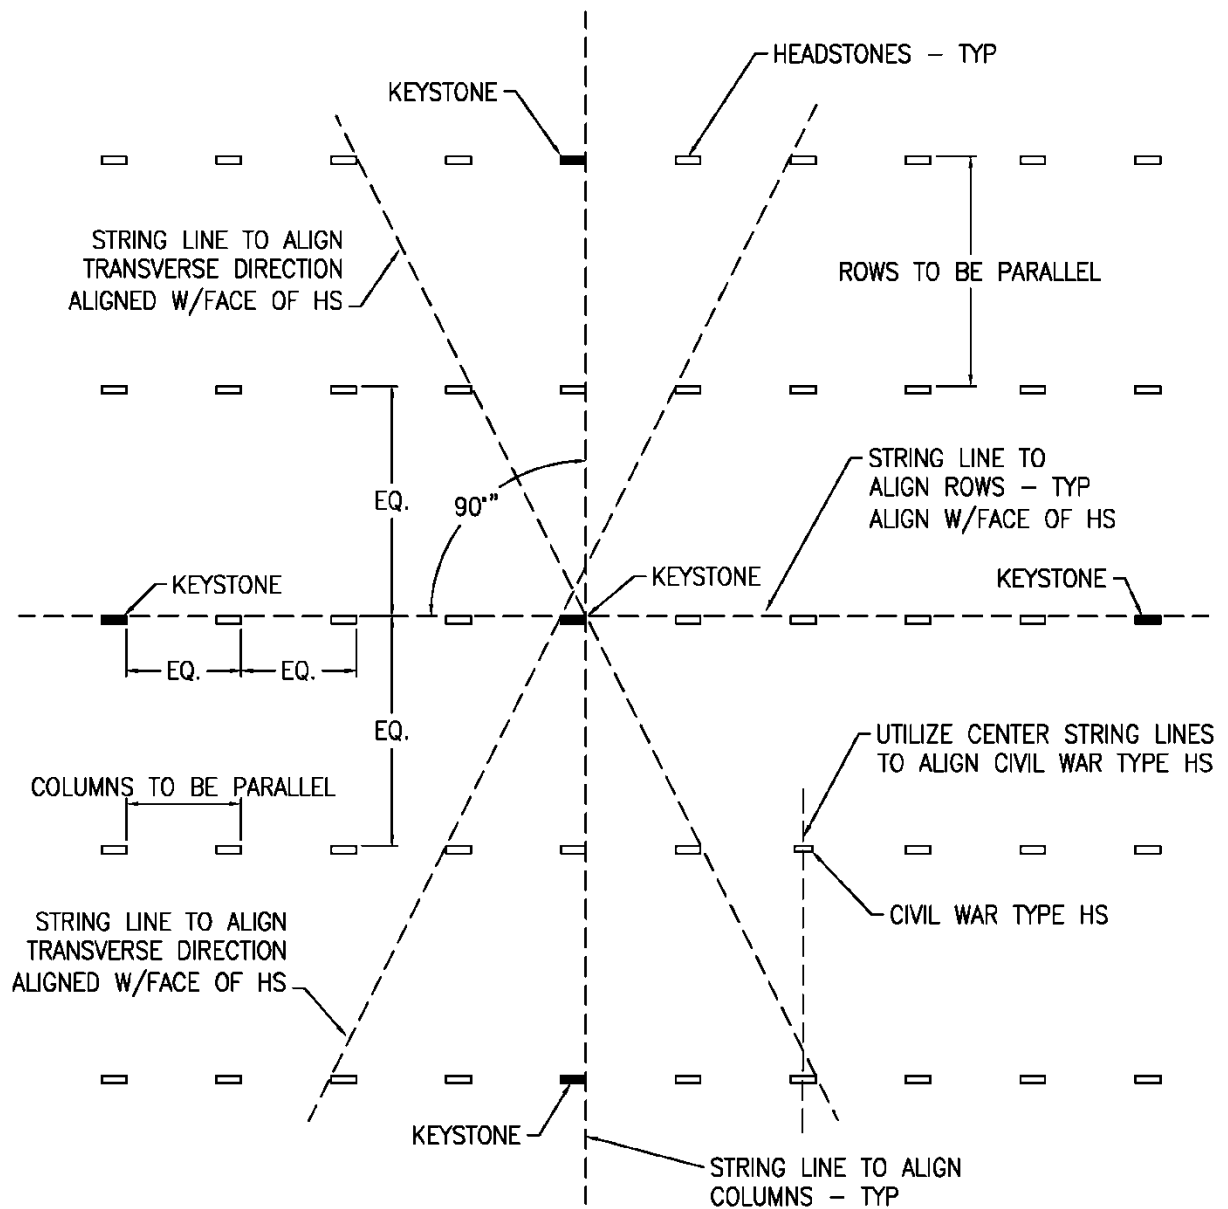 HEADSTONES – TYP
KEYSTONE
STRING LINE TO ALIGN
TRANSVERSE DIRECTION
ALIGNED W/FACE OF HS
ROWS TO BE PARALLEL
STRING LINE TO
ALIGN ROWS – TYP
ALIGN W/FACE OF HS
EQ.
90°"
KEYSTONE
KEYSTONE
KEYSTONE
EQ.
EQ.
EQ.
UTILIZE CENTER STRING LINES
TO ALIGN CIVIL WAR TYPE HS
COLUMNS TO BE PARALLEL
CIVIL WAR TYPE HS
STRING LINE TO ALIGN
TRANSVERSE DIRECTION
ALIGNED W/FACE OF HS
KEYSTONE
STRING LINE TO ALIGN
COLUMNS – TYP